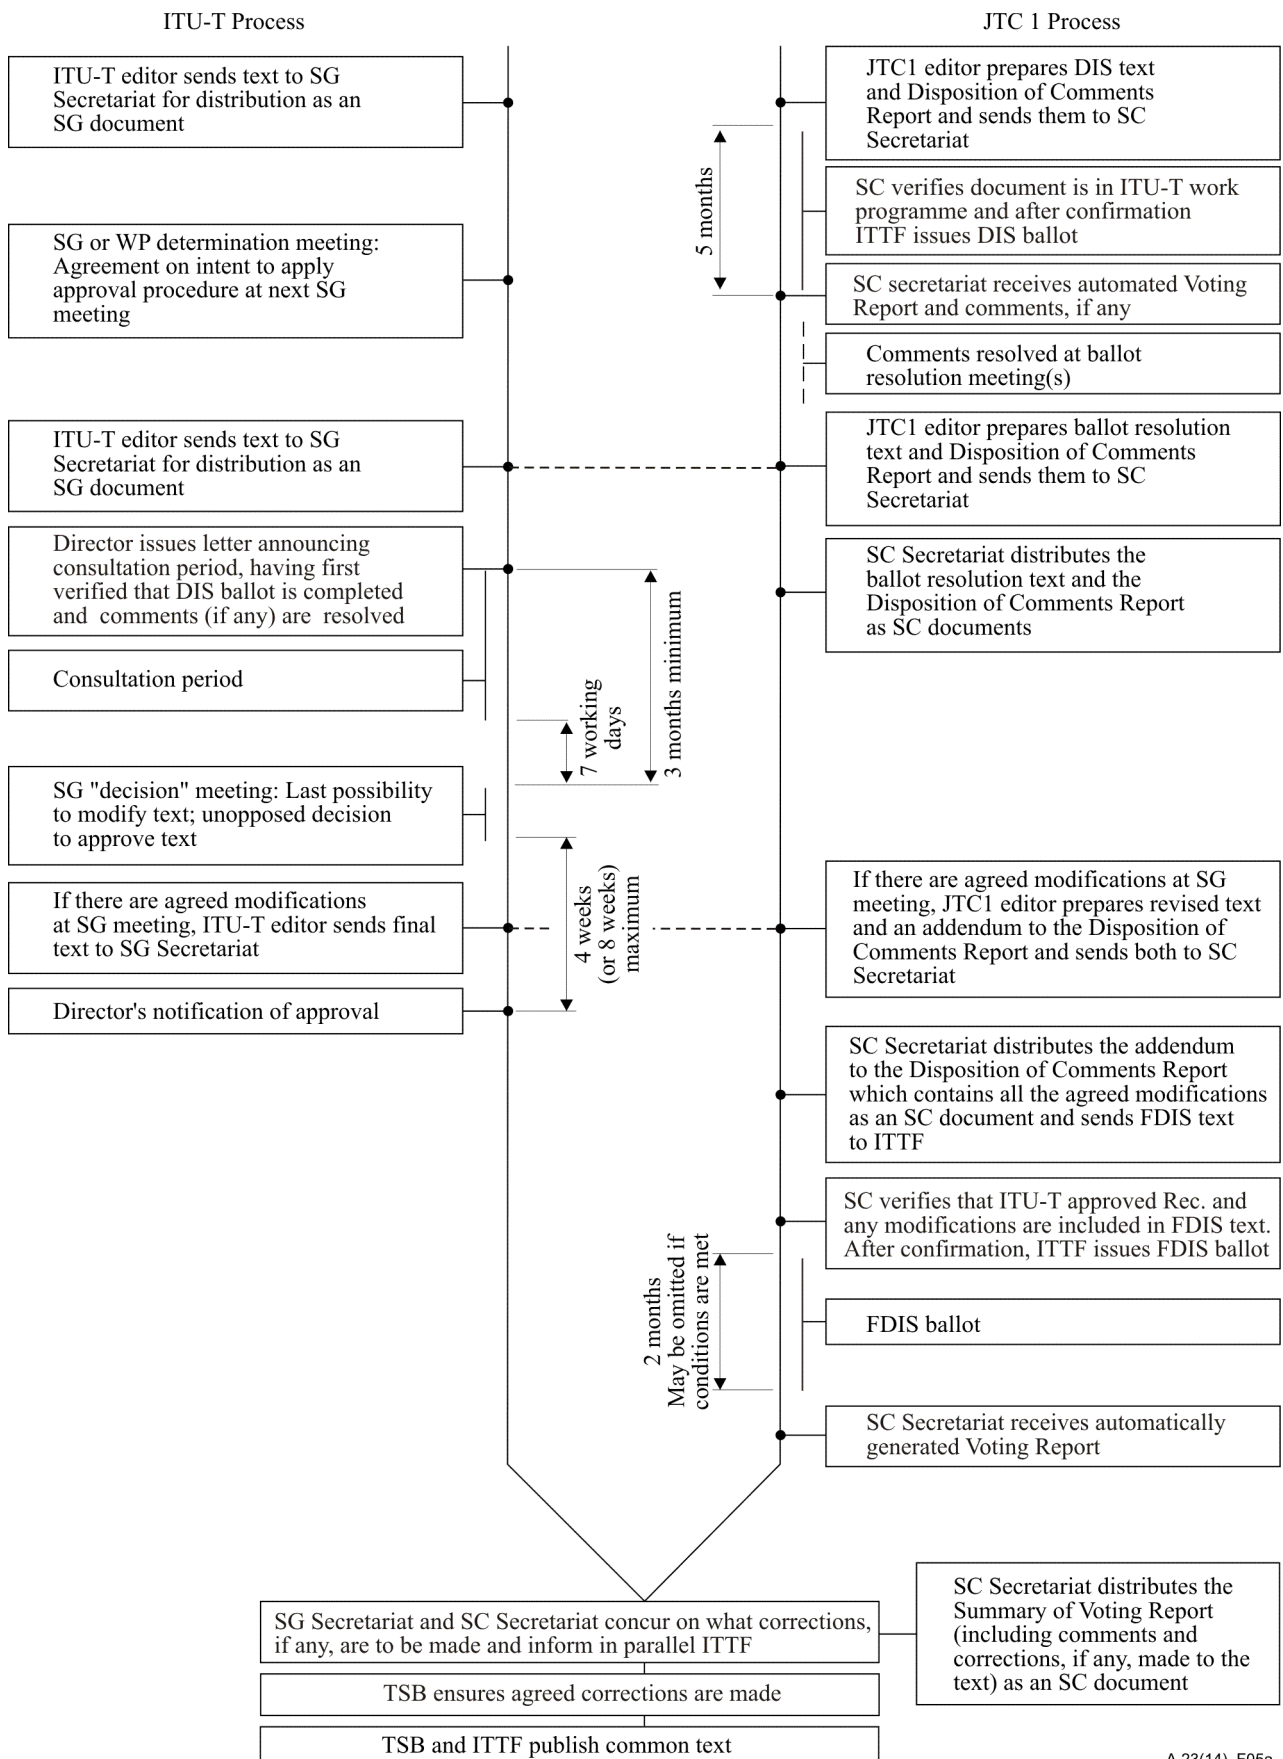 ITU-T Process
JTC 1 Process
ITU-T editor sends text to SG
Secretariat for distribution as an
SG document
JTC1 editor prepares DIS text
and Disposition of Comments
Report and sends them to SC
Secretariat
5 months
SC verifies document is in ITU-T work
programme and after confirmation
ITTF issues DIS ballot
SG or WP determination meeting:
Agreement on intent to apply
approval procedure at next SG
meeting
SC secretariat receives automated Voting
Report and comments, if any
Comments resolved at ballot
resolution meeting(s)
ITU-T editor sends text to SG
Secretariat for distribution as an
SG document
JTC1 editor prepares ballot resolution
text and Disposition of Comments
Report and sends them to SC
Secretariat
Director issues letter announcing
consultation period, having first
verified that DIS ballot is completed
and comments (if any) are resolved
SC Secretariat distributes the
ballot resolution text and the
Disposition of Comments Report
as SC documents
Consultation period
7 working
days
3 months minimum
SG "decision" meeting: Last possibility
to modify text; unopposed decision
to approve text
4 weeks
(or 8 weeks)
maximum
If there are agreed modifications
at SG meeting, ITU-T editor sends final
text to SG Secretariat
If there are agreed modifications at SG
meeting, JTC1 editor prepares revised text
and an addendum to the Disposition of
Comments Report and sends both to SC
Secretariat
Director's notification of approval
SC Secretariat distributes the addendum
to the Disposition of Comments Report
which contains all the agreed modifications
as an SC document and sends FDIS text
to ITTF
SC verifies that ITU-T approved Rec. and
any modifications are included in FDIS text.
After confirmation, ITTF issues FDIS ballot
2 months
May be omitted if
conditions are met
FDIS ballot
SC Secretariat receives automatically
generated Voting Report
SG Secretariat and SC Secretariat concur on what corrections,
if any, are to be made and inform in parallel ITTF
SC Secretariat distributes the
Summary of Voting Report
(including comments and
corrections, if any, made to the
text) as an SC document
TSB ensures agreed corrections are made
TSB and ITTF publish common text